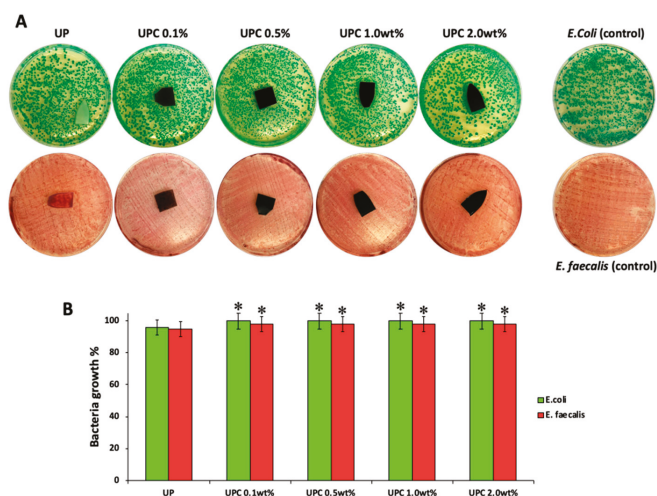 A
UP
UPC 0.1%
UPC 0.5%
UPC 1.0wt%
UPC 2.0wt%
E.Coli (control)
E. faecalis (control)
B
* * * * * * * *
100
80
60
40
20
0
Bacteria growth %
E.coli
E. faecalis
UP
UPC 0.1wt%
UPC 0.5wt%
UPC 1.0wt%
UPC 2.0wt%